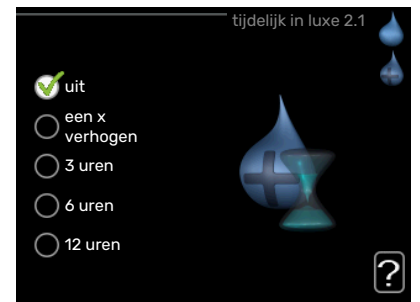 tijdelijk in luxe 2.1
uit
een x
verhogen
3 uren
6 uren
12 uren
?